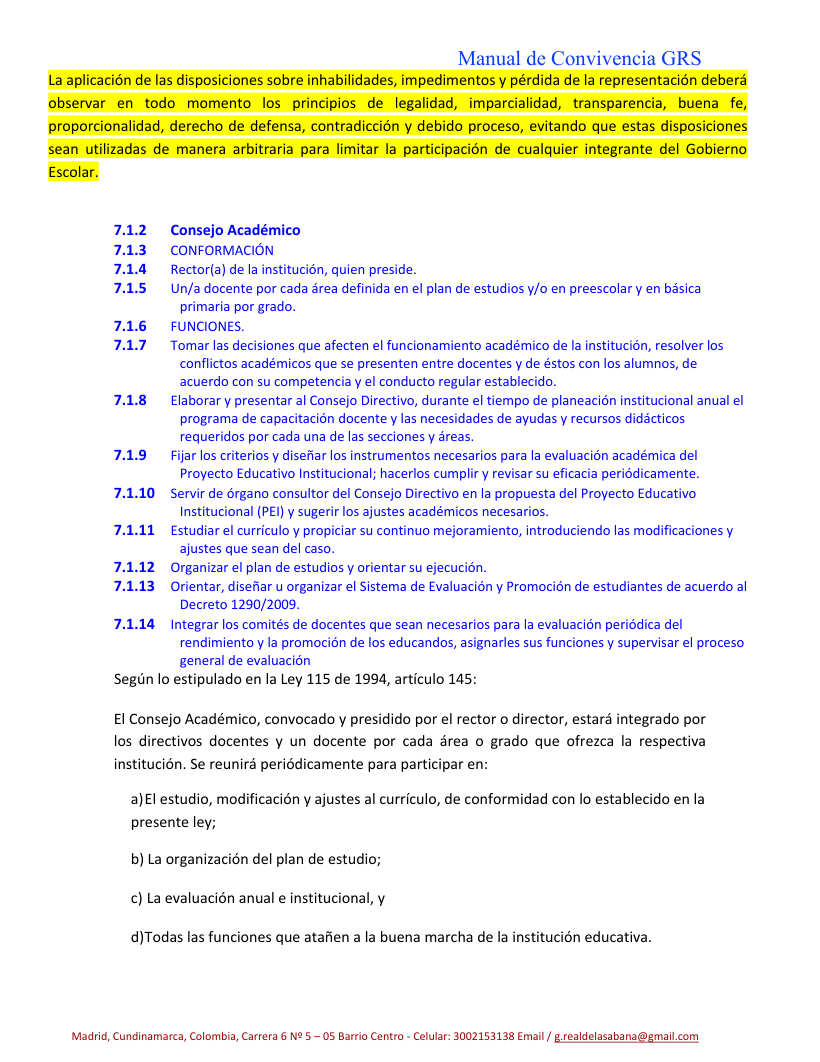 Manual de Convivencia GRS
La aplicación de las disposiciones sobre inhabilidades, impedimentos y pérdida de la representación deberá
observar en todo momento los principios de legalidad, imparcialidad, transparencia, buena fe,
proporcionalidad, derecho de defensa, contradicción y debido proceso, evitando que estas disposiciones
sean utilizadas de manera arbitraria para limitar la participación de cualquier integrante del Gobierno
Escolar.
7.1.2 Consejo Académico
7.1.3 CONFORMACIÓN
7.1.4 Rector(a) de la institución, quien preside.
7.1.5 Un/a docente por cada área definida en el plan de estudios y/o en preescolar y en básica
primaria por grado.
7.1.6 FUNCIONES.
7.1.7 Tomar las decisiones que afecten el funcionamiento académico de la institución, resolver los
conflictos académicos que se presenten entre docentes y de éstos con los alumnos, de
acuerdo con su competencia y el conducto regular establecido.
7.1.8 Elaborar y presentar al Consejo Directivo, durante el tiempo de planeación institucional anual el
programa de capacitación docente y las necesidades de ayudas y recursos didácticos
requeridos por cada una de las secciones y áreas.
7.1.9 Fijar los criterios y diseñar los instrumentos necesarios para la evaluación académica del
Proyecto Educativo Institucional; hacerlos cumplir y revisar su eficacia periódicamente.
7.1.10 Servir de órgano consultor del Consejo Directivo en la propuesta del Proyecto Educativo
Institucional (PEI) y sugerir los ajustes académicos necesarios.
7.1.11 Estudiar el currículo y propiciar su continuo mejoramiento, introduciendo las modificaciones y
ajustes que sean del caso.
7.1.12 Organizar el plan de estudios y orientar su ejecución.
7.1.13 Orientar, diseñar u organizar el Sistema de Evaluación y Promoción de estudiantes de acuerdo al
Decreto 1290/2009.
7.1.14 Integrar los comités de docentes que sean necesarios para la evaluación periódica del
rendimiento y la promoción de los educandos, asignarles sus funciones y supervisar el proceso
general de evaluación
Según lo estipulado en la Ley 115 de 1994, artículo 145:
El Consejo Académico, convocado y presidido por el rector o director, estará integrado por
los directivos docentes y un docente por cada área o grado que ofrezca la respectiva
institución. Se reunirá periódicamente para participar en:
a)El estudio, modificación y ajustes al currículo, de conformidad con lo establecido en la
presente ley;
b) La organización del plan de estudio;
c) La evaluación anual e institucional, y
d)Todas las funciones que atañen a la buena marcha de la institución educativa.
Madrid, Cundinamarca, Colombia, Carrera 6 Nº 5 – 05 Barrio Centro - Celular: 3002153138 Email / g.realdelasabana@gmail.com